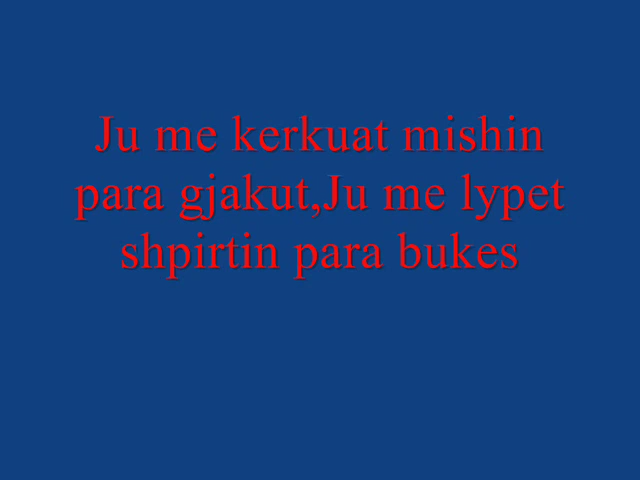 Ju me kerkuat mishin
para gjakut,Ju me lypet
shpirtin para bukes